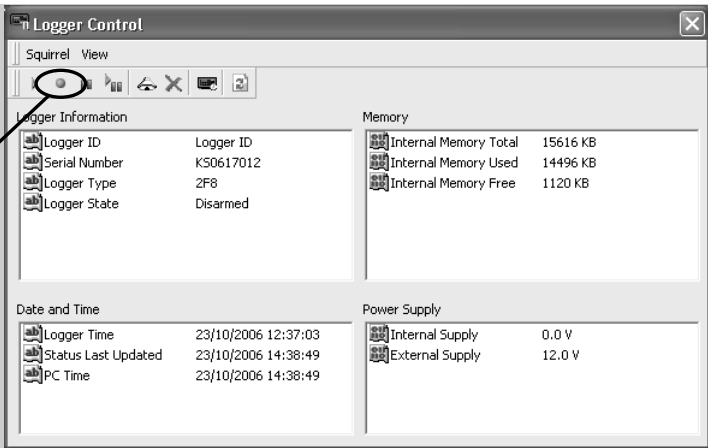 Logger Control
Squirrel View
Logger Information
Logger ID Logger ID
Serial Number KS0617012
Logger Type 2F8
Logger State Disarmed
Memory
Internal Memory Total 15616 KB
Internal Memory Used 14496 KB
Internal Memory Free 1120 KB
Date and Time
Logger Time 23/10/2006 12:37:03
Status Last Updated 23/10/2006 14:38:49
PC Time 23/10/2006 14:38:49
Power Supply
Internal Supply 0.0 V
External Supply 12.0 V